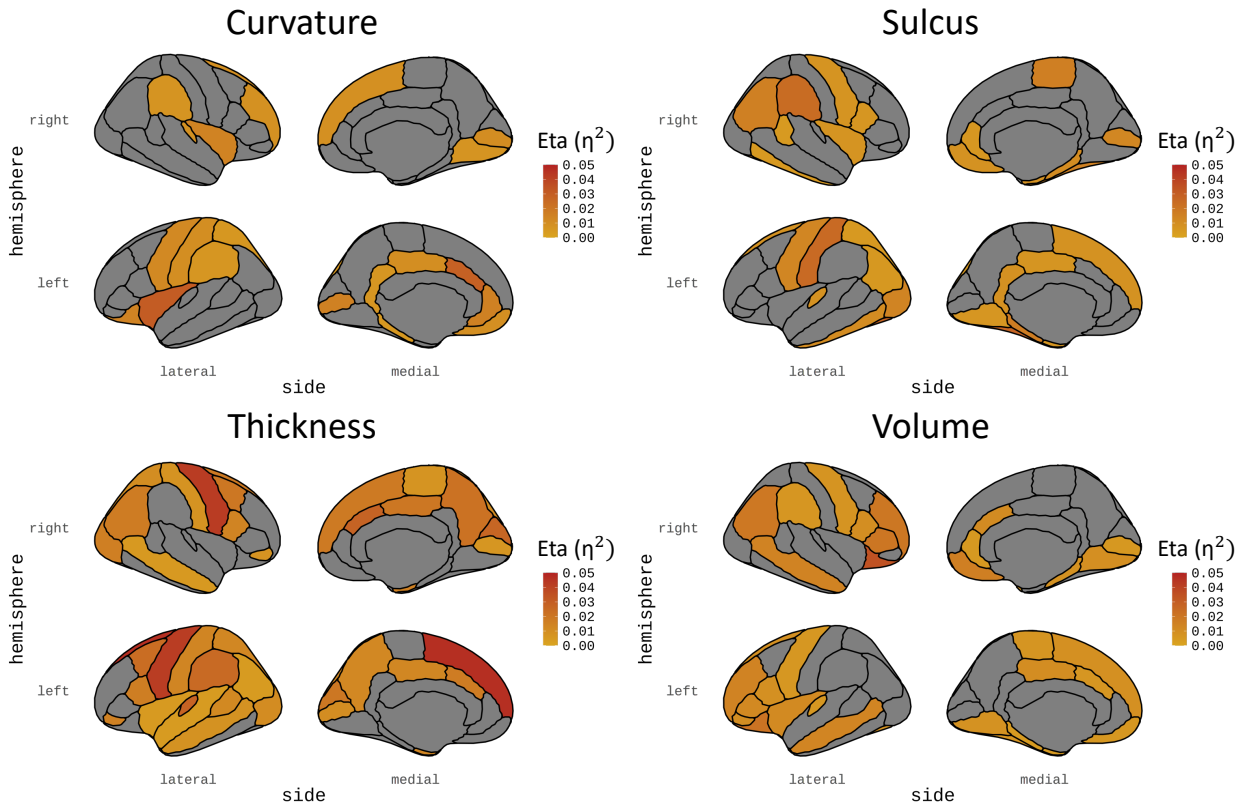 Curvature
hemisphere
right
left
lateral
medial
side
Eta (η²)
0.05
0.04
0.03
0.02
0.01
0.00
Sulcus
hemisphere
right
left
lateral
medial
side
Eta (η²)
0.05
0.04
0.03
0.02
0.01
0.00
Thickness
hemisphere
right
left
lateral
medial
side
Eta (η²)
0.05
0.04
0.03
0.02
0.01
0.00
Volume
hemisphere
right
left
lateral
medial
side
Eta (η²)
0.05
0.04
0.03
0.02
0.01
0.00